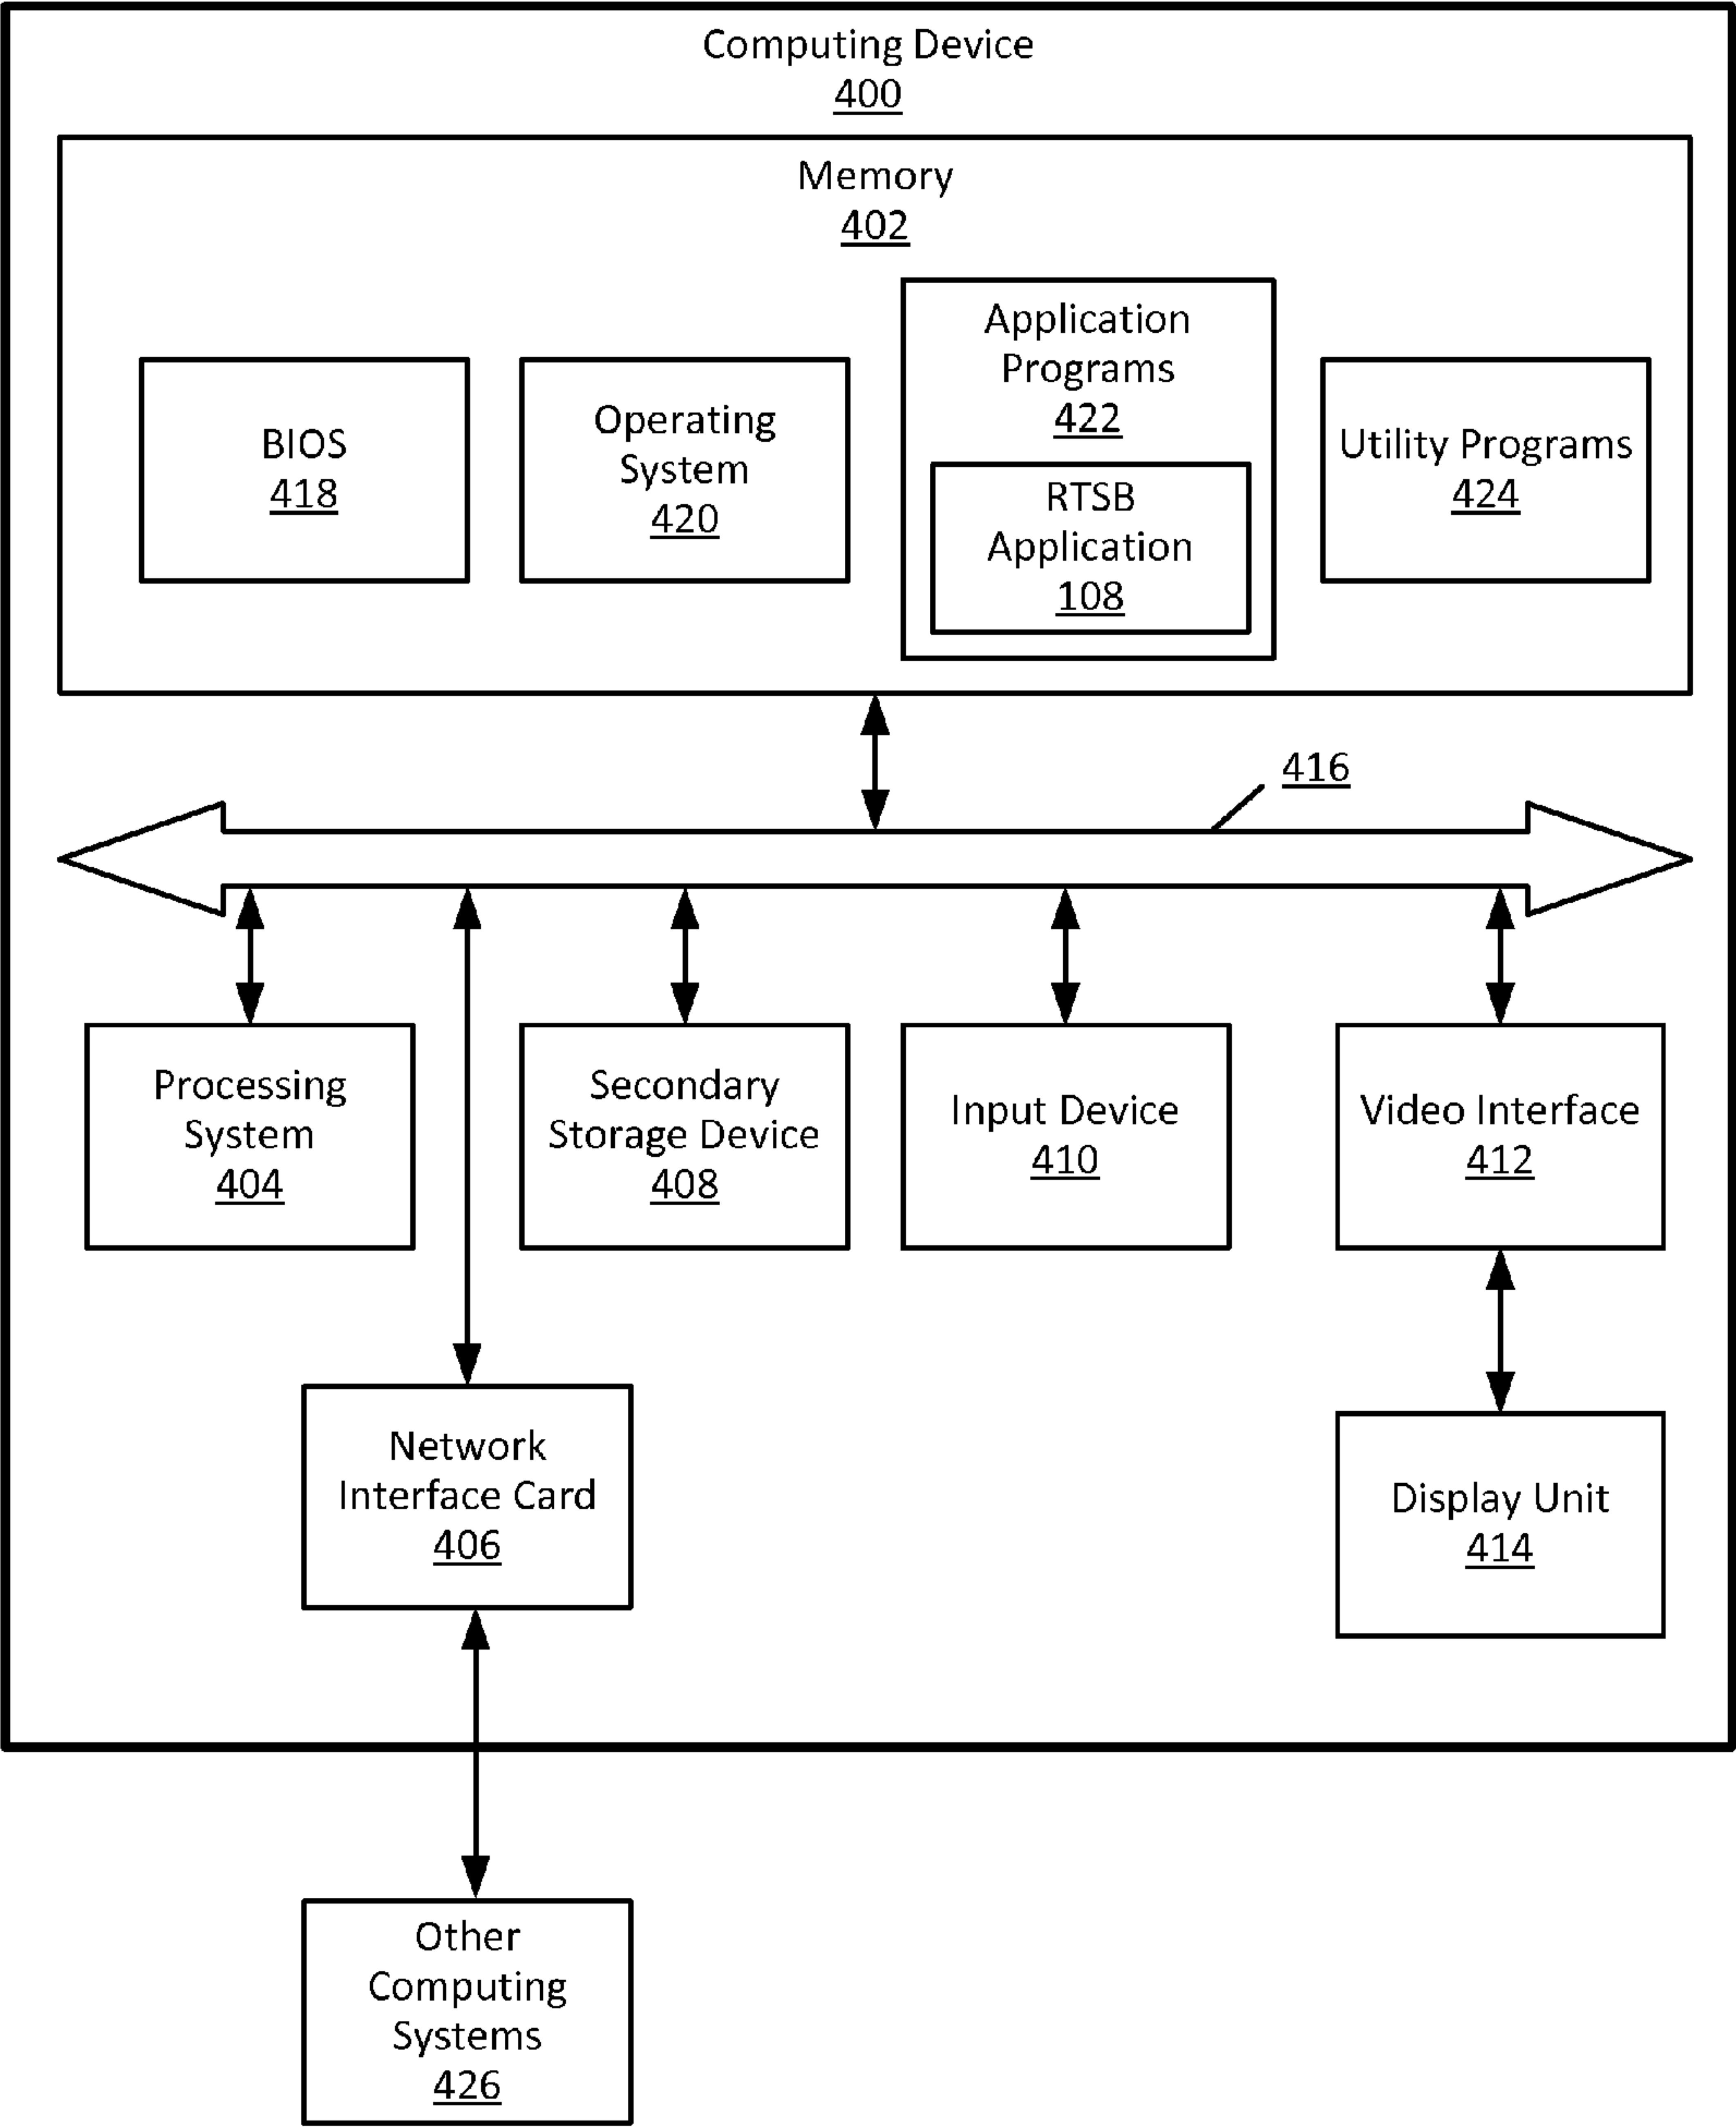 Computing Device
400
Memory
402
BIOS
418
Operating
System
420
Application
Programs
422
RTSB
Application
108
Utility Programs
424
416
Processing
System
404
Secondary
Storage Device
408
Input Device
410
Video Interface
412
Network
Interface Card
406
Display Unit
414
Other
Computing
Systems
426